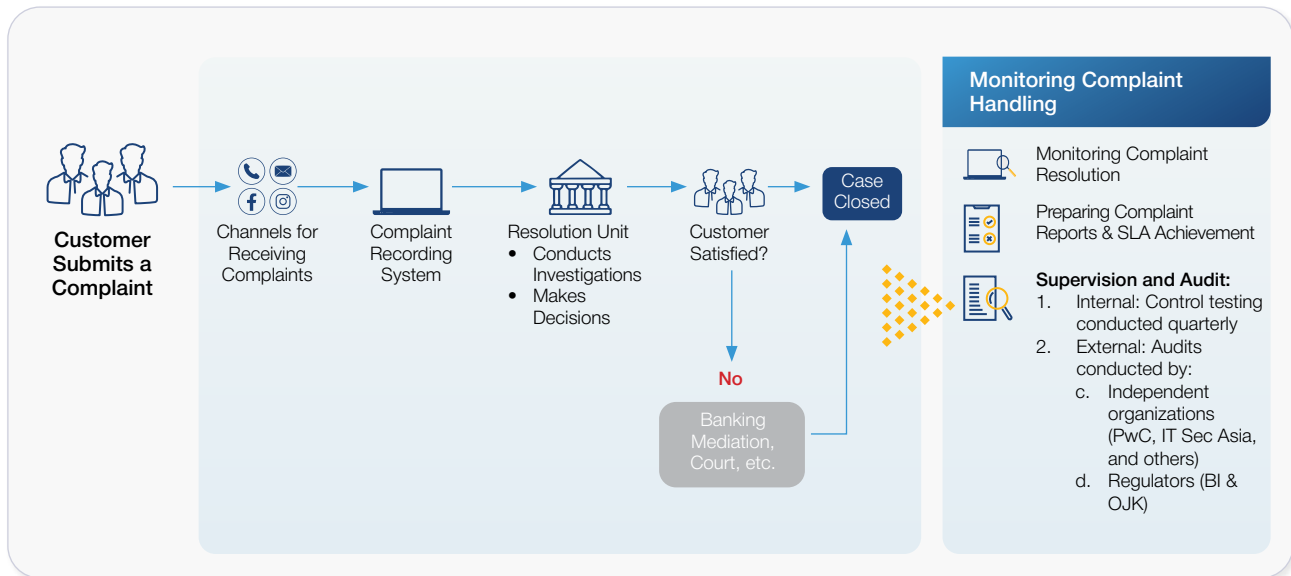 Customer
Submits a
Complaint
Channels for
Receiving
Complaints
Complaint
Recording
System
Resolution Unit
• Conducts
Investigations
• Makes
Decisions
Customer
Satisfied?
Case
Closed
No
Banking
Mediation,
Court, etc.
Monitoring Complaint
Handling
Monitoring Complaint
Resolution
Preparing Complaint
Reports & SLA Achievement
Supervision and Audit:
1. Internal: Control testing
conducted quarterly
2. External: Audits
conducted by:
c. Independent
organizations
(PwC, IT Sec Asia,
and others)
d. Regulators (BI &
OJK)